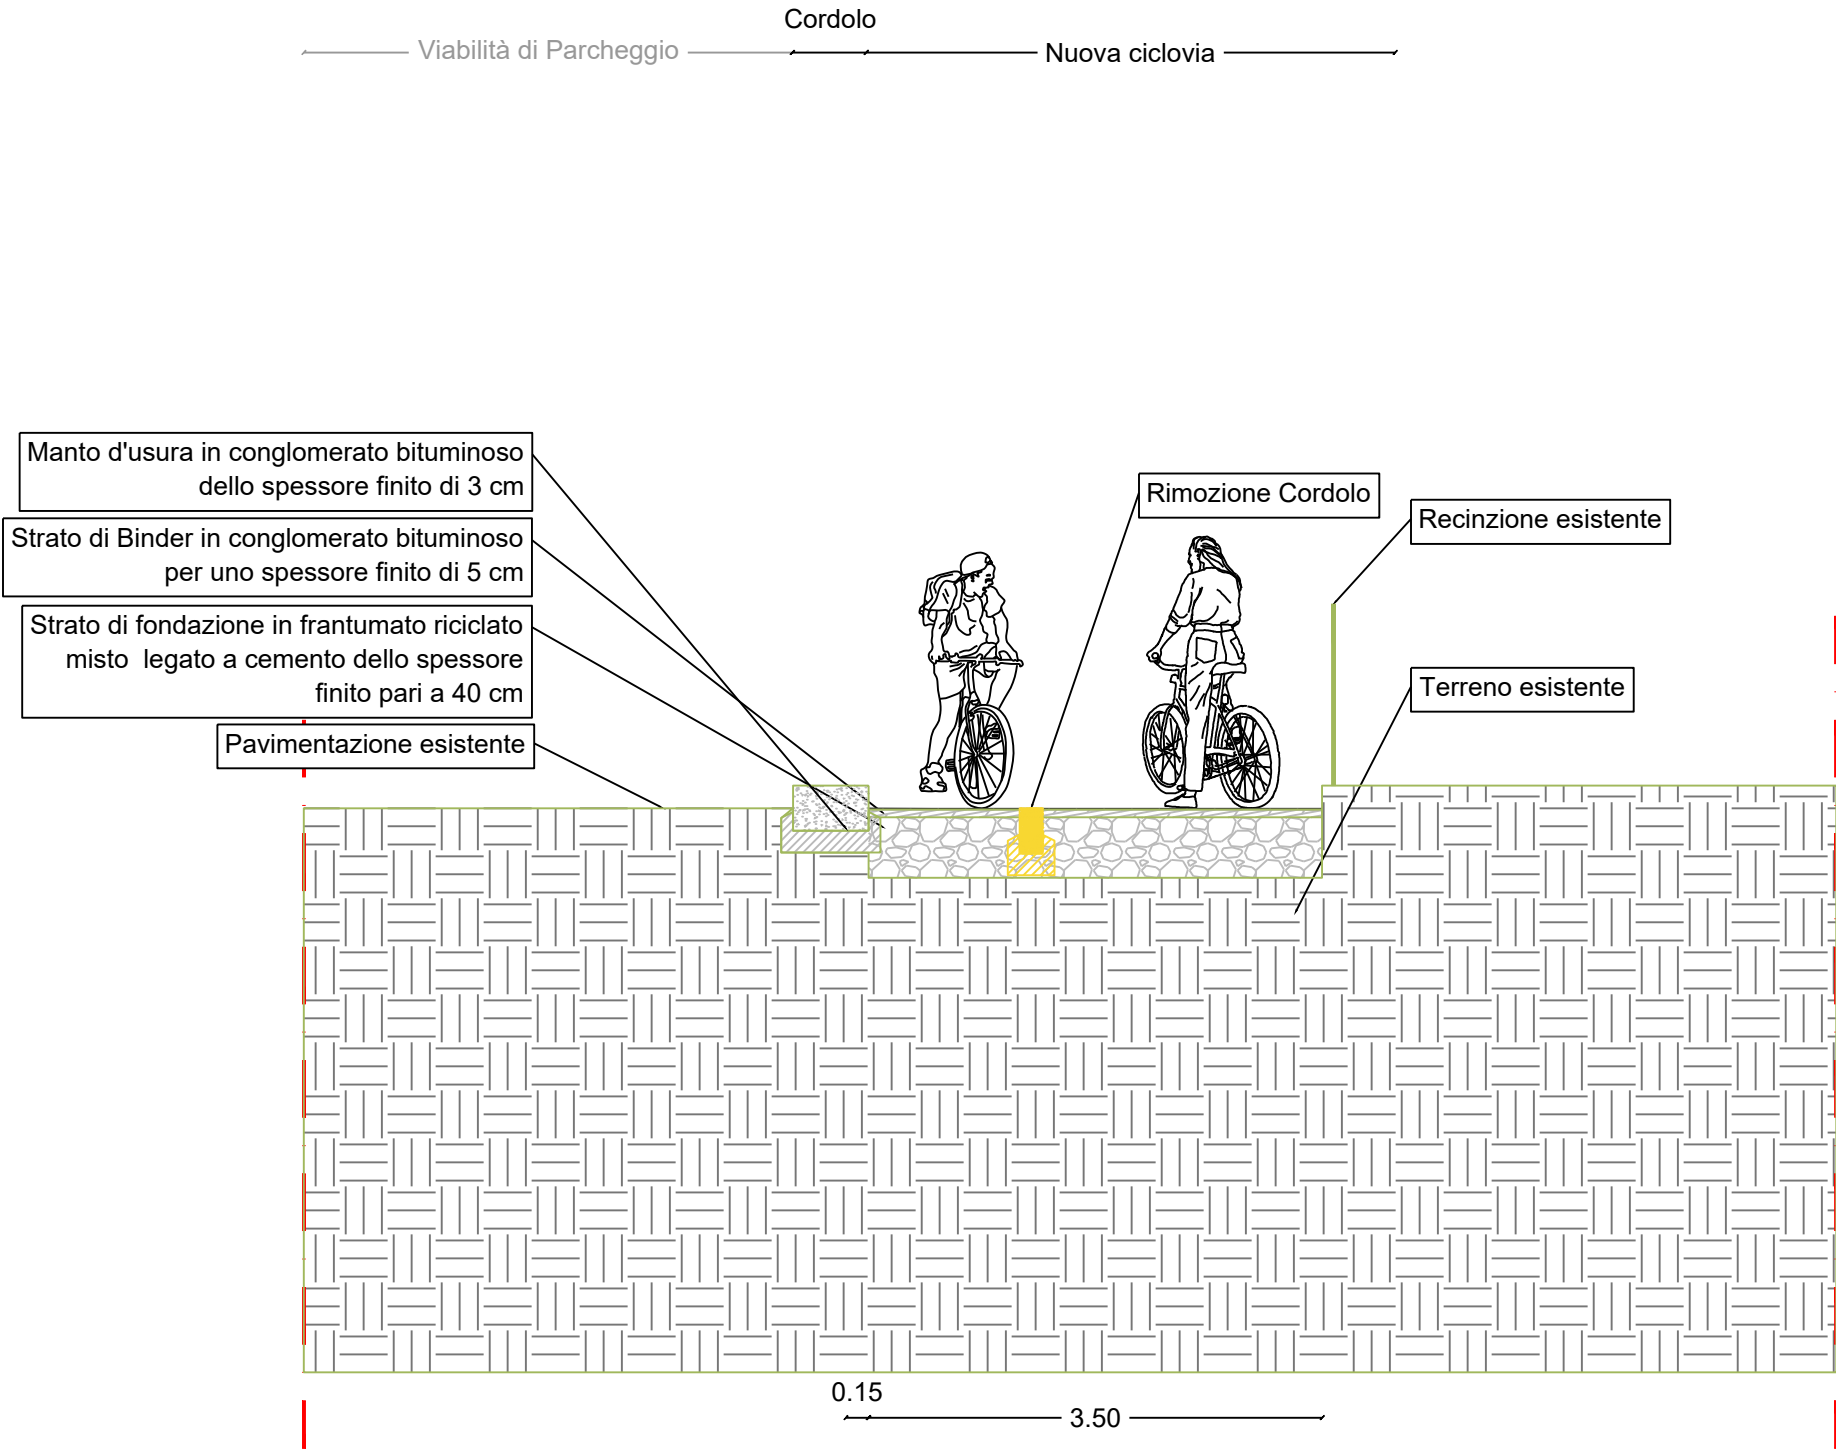 Cordolo
Viabilità di Parcheggio
Nuova ciclovia
Manto d'usura in conglomerato bituminoso
dello spessore finito di 3 cm
Strato di Binder in conglomerato bituminoso
per uno spessore finito di 5 cm
Strato di fondazione in frantumato riciclato
misto  legato a cemento dello spessore
finito pari a 40 cm
Pavimentazione esistente
Rimozione Cordolo
Recinzione esistente
Terreno esistente
0.15
3.50